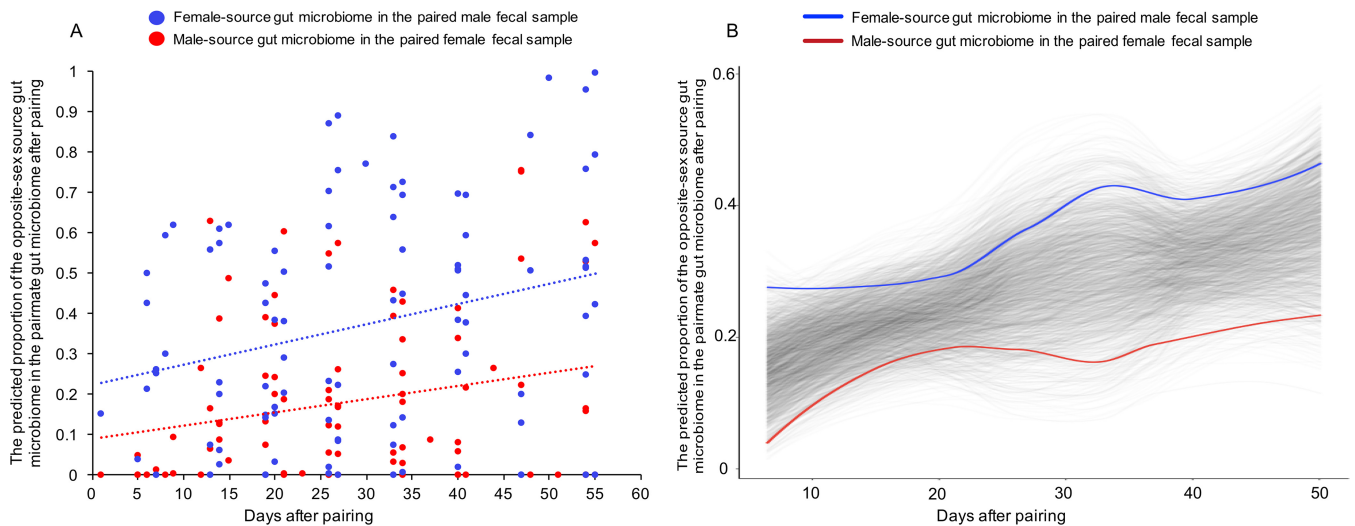 A
Female-source gut microbiome in the paired male fecal sample
Male-source gut microbiome in the paired female fecal sample
The predicted proportion of the opposite-sex source gut
microbiome in the pairmate gut microbiome after pairing
1
0.9
0.8
0.7
0.6
0.5
0.4
0.3
0.2
0.1
0
0 5 10 15 20 25 30 35 40 45 50 55 60
Days after pairing
B
Female-source gut microbiome in the paired male fecal sample
Male-source gut microbiome in the paired female fecal sample
The predicted proportion of the opposite-sex source gut
microbiome in the pairmate gut microbiome after pairing
0.6
0.4
0.2
0
10 20 30 40 50
Days after pairing